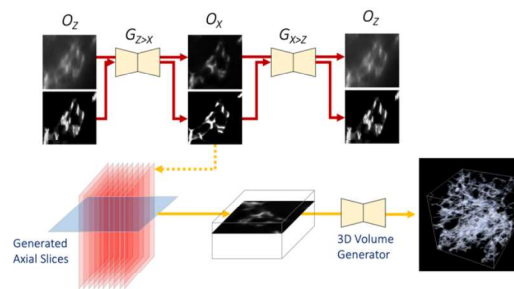 O_Z
G_Z>X
O_X
G_X>Z
O_Z
Generated
Axial Slices
3D Volume
Generator